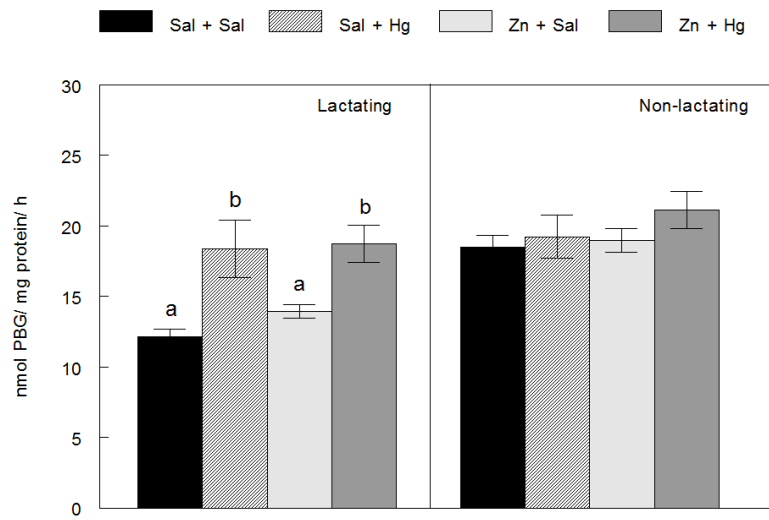 Sal + Sal
Sal + Hg
Zn + Sal
Zn + Hg
nmol PBG/ mg protein/ h
30
25
20
15
10
5
0
Lactating
Non-lactating
a
b
a
b